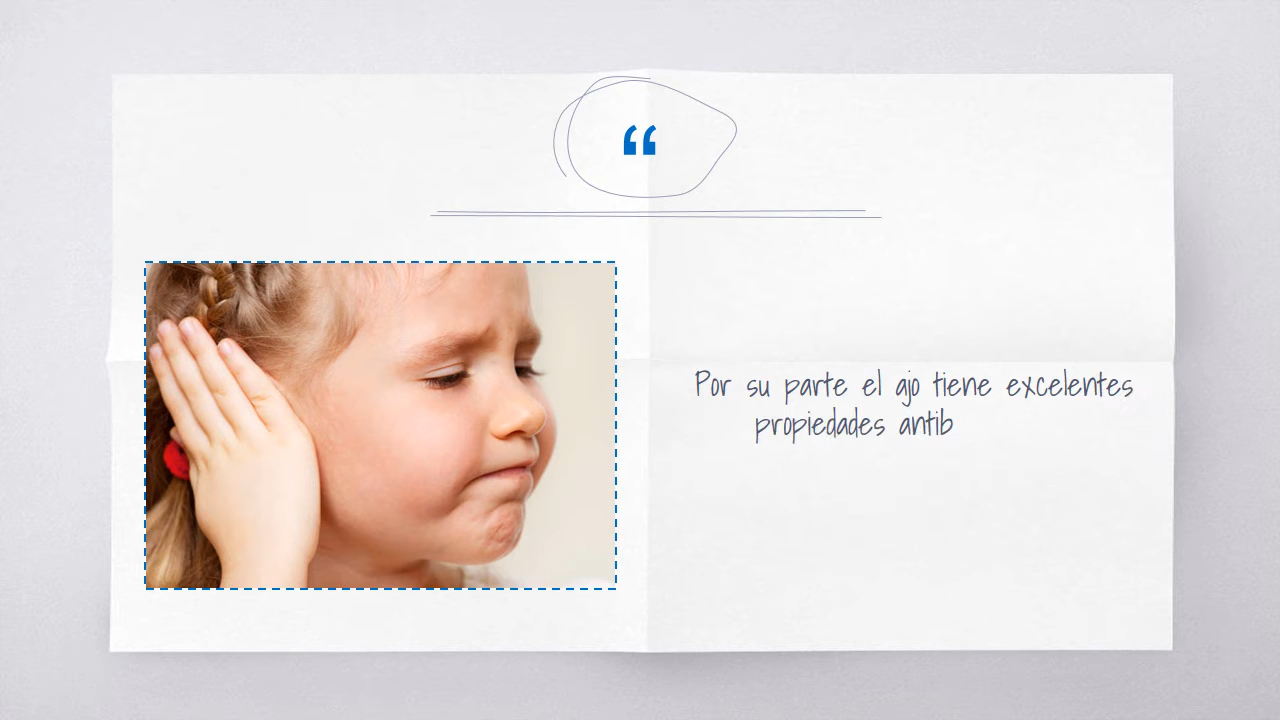 “
Por su parte el ajo tiene excelentes
propiedades antib